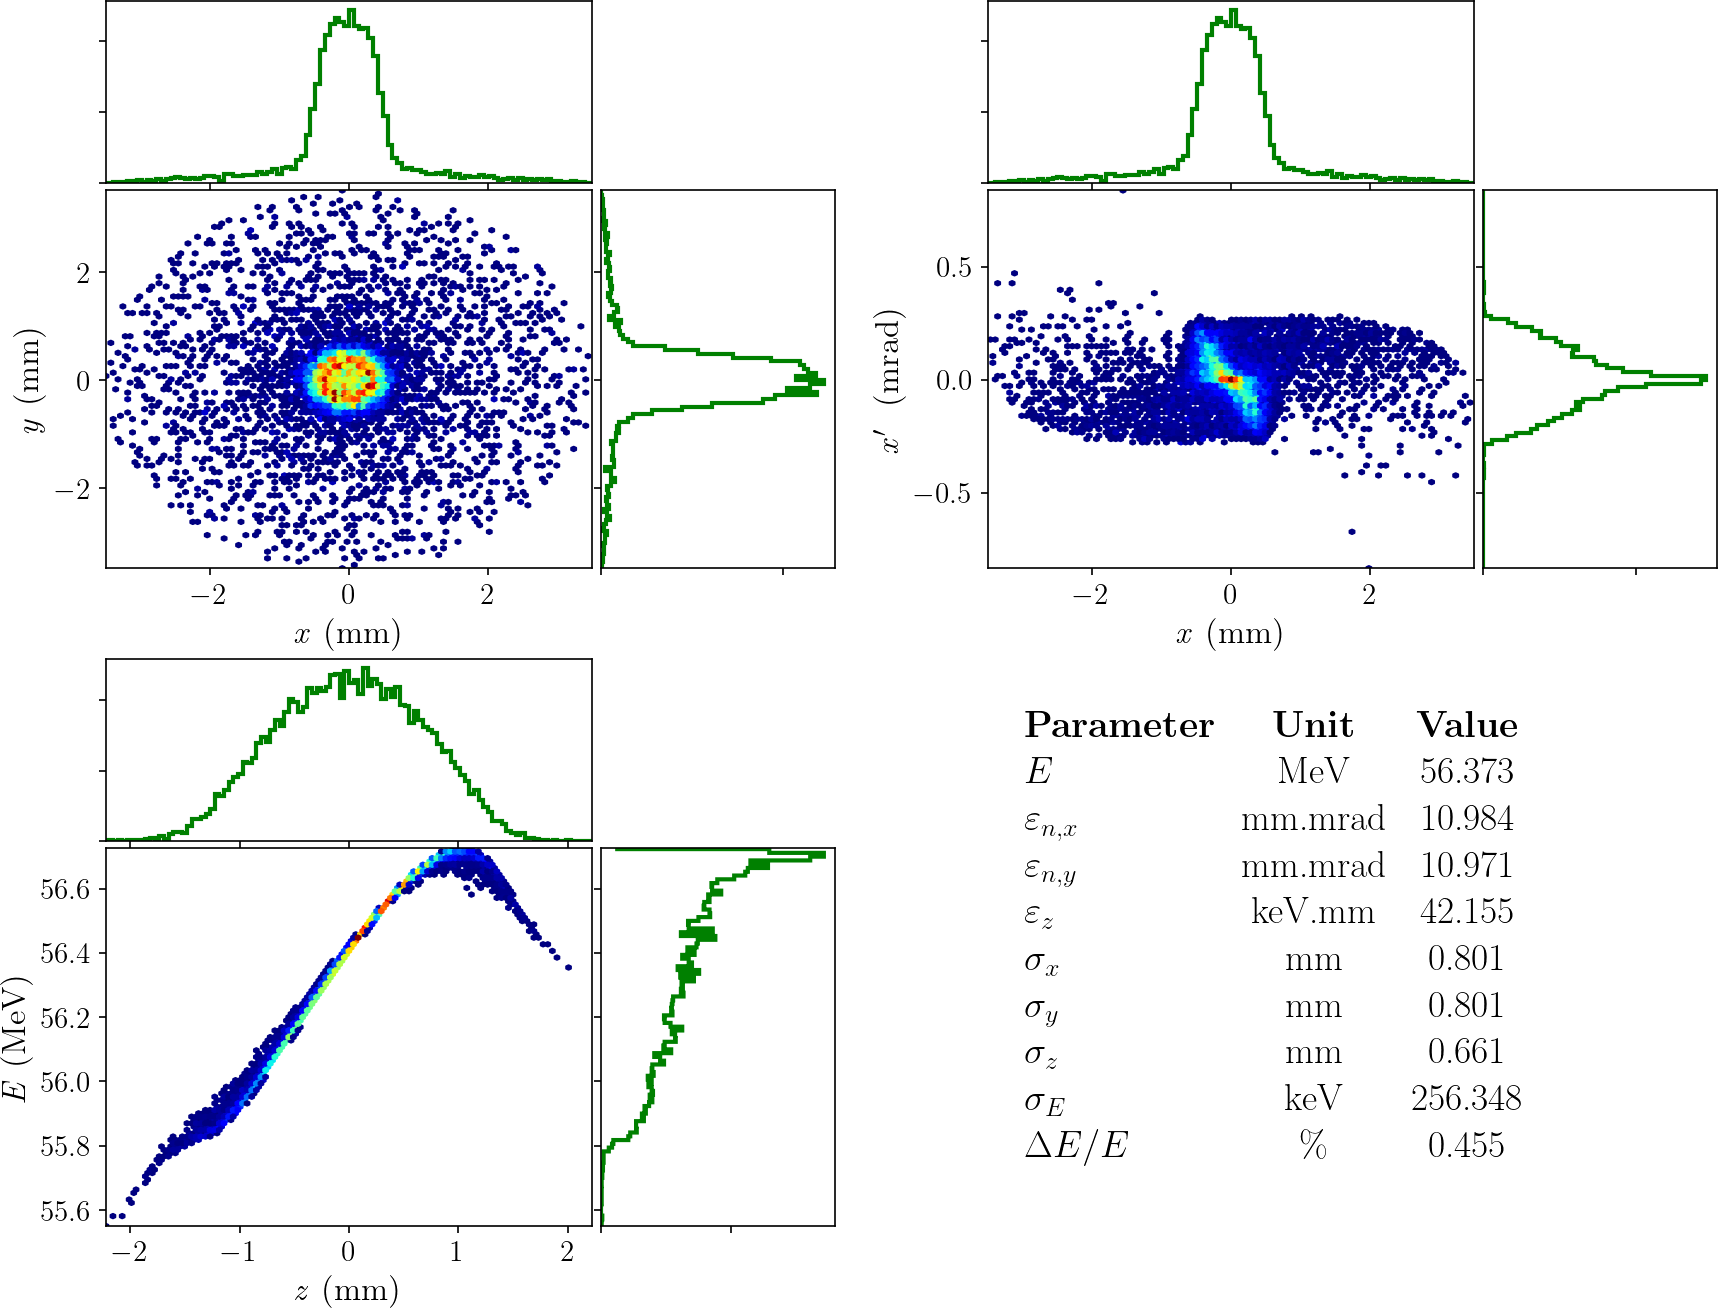 2
0
−2
y (mm)
−2 0 2
x (mm)
0.5
0.0
−0.5
x′ (mrad)
−2 0 2
x (mm)
56.6
56.4
56.2
56.0
55.8
55.6
E (MeV)
−2 −1 0 1 2
z (mm)
Parameter Unit Value
E MeV 56.373
εn,x mm.mrad 10.984
εn,y mm.mrad 10.971
εz keV.mm 42.155
σx mm 0.801
σy mm 0.801
σz mm 0.661
σE keV 256.348
ΔE/E % 0.455